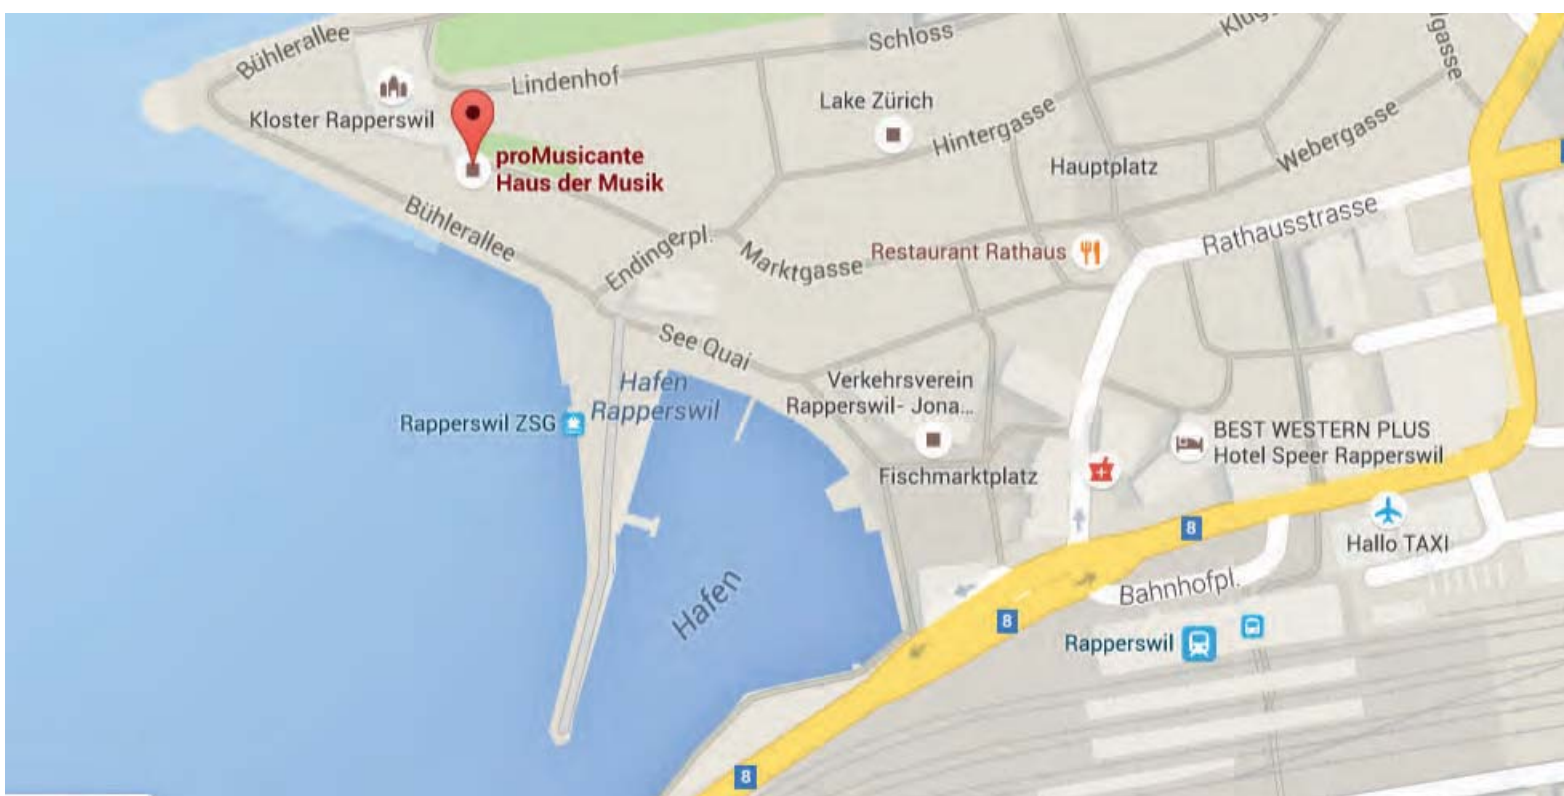 Bühlerallee
Schloss
Lindenhof
Kloster Rapperswil
Lake Zürich
Hintergasse
Webergasse
proMusicante
Haus der Musik
Hauptplatz
Bühlerallee
Endingerpl.
Marktgasse
Restaurant Rathaus
Rathausstrasse
See Quai
Hafen
Rapperswil
Verkehrsverein
Rapperswil- Jona...
Rapperswil ZSG
BEST WESTERN PLUS
Hotel Speer Rapperswil
Fischmarktplatz
8
Hallo TAXI
Hafen
Bahnhofpl.
8
Rapperswil
8